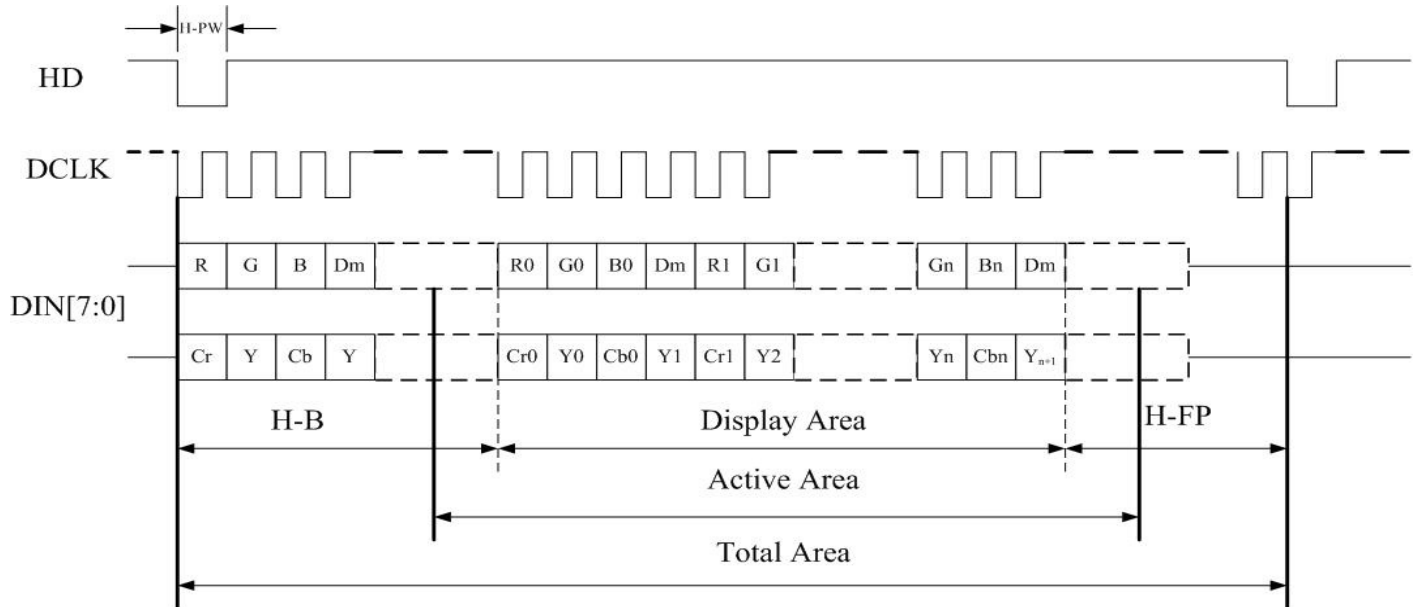 H-PW
HD
DCLK
DIN[7:0]
R G B Dm R0 G0 B0 Dm R1 G1 Gn Bn Dm
Cr Y Cb Y Cr0 Y0 Cb0 Y1 Cr1 Y2 Yn Cbn Yn+1
H-B Display Area H-FP
Active Area
Total Area